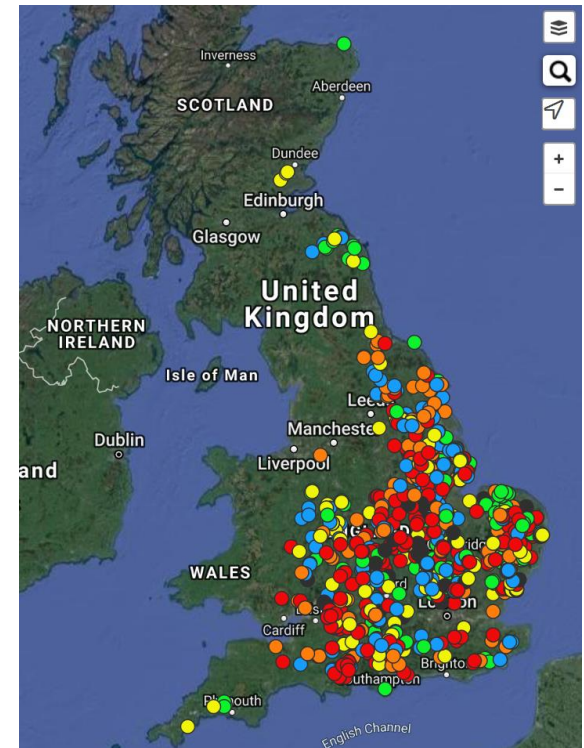 Inverness
Aberdeen
SCOTLAND
Dundee
Edinburgh
Glasgow
United
Kingdom
NORTHERN
IRELAND
Isle of Man
Dublin
Manchester
Liverpool
and
WALES
Cardiff
Brighton
English Channel
+
−